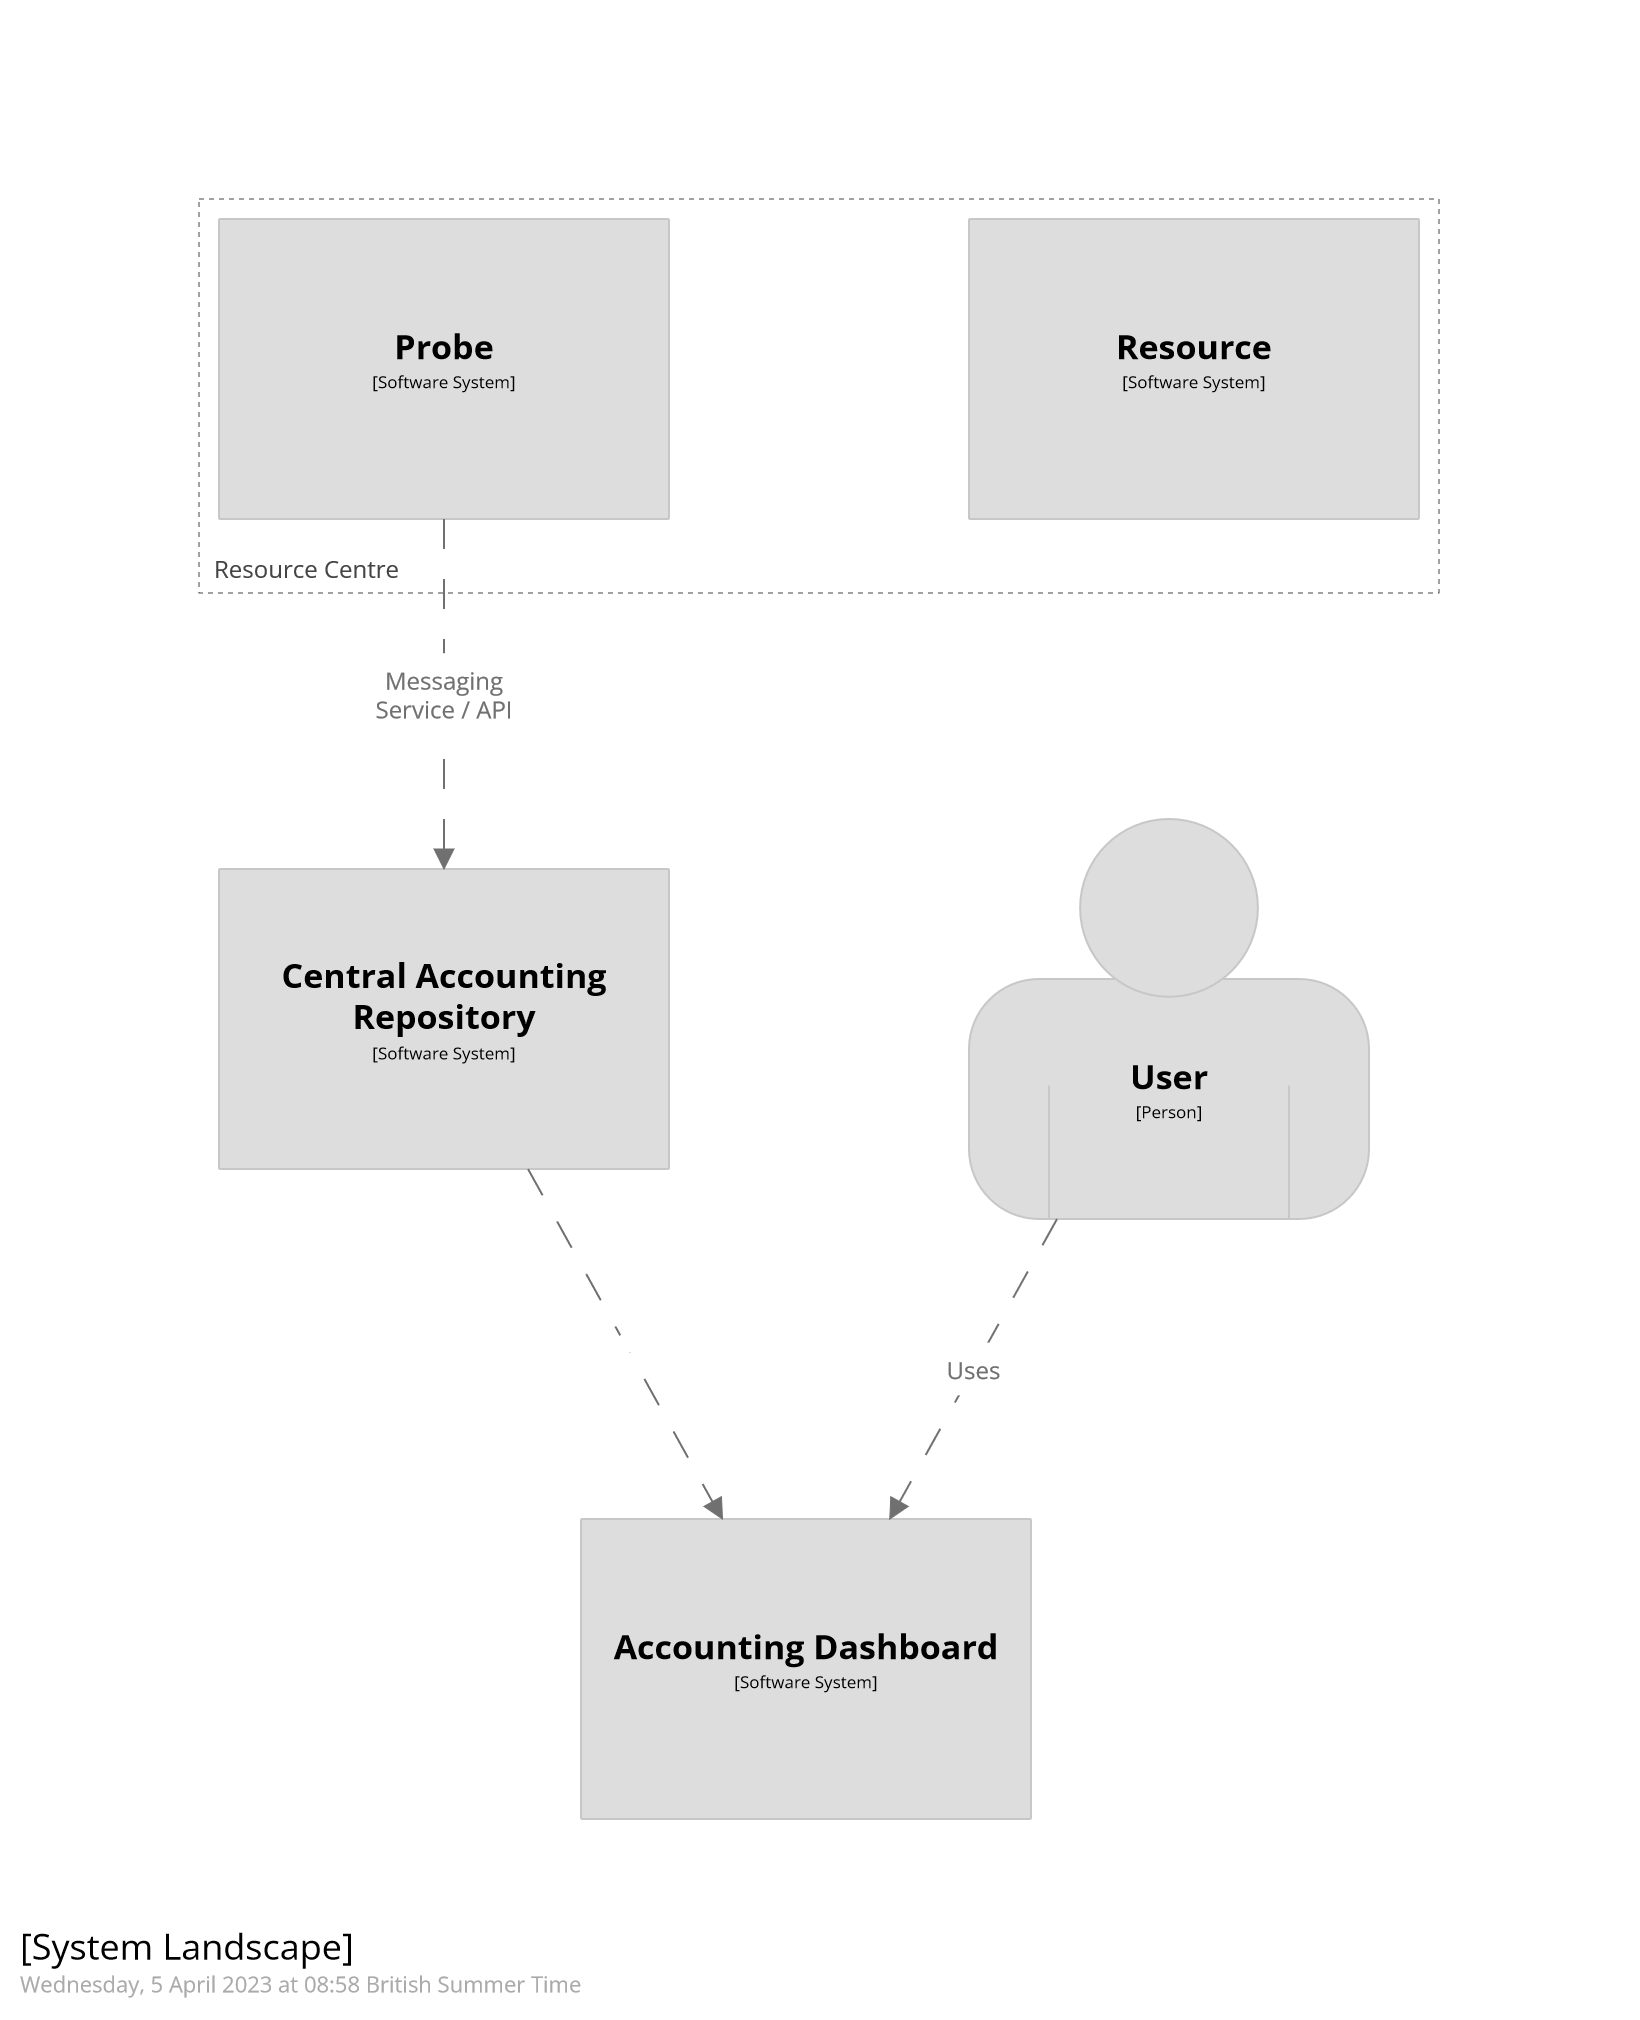 Probe
[Software System]
Resource
[Software System]
Resource Centre
Messaging
Service / API
Central Accounting
Repository
[Software System]
User
[Person]
Uses
Accounting Dashboard
[Software System]
[System Landscape]
Wednesday, 5 April 2023 at 08:58 British Summer Time